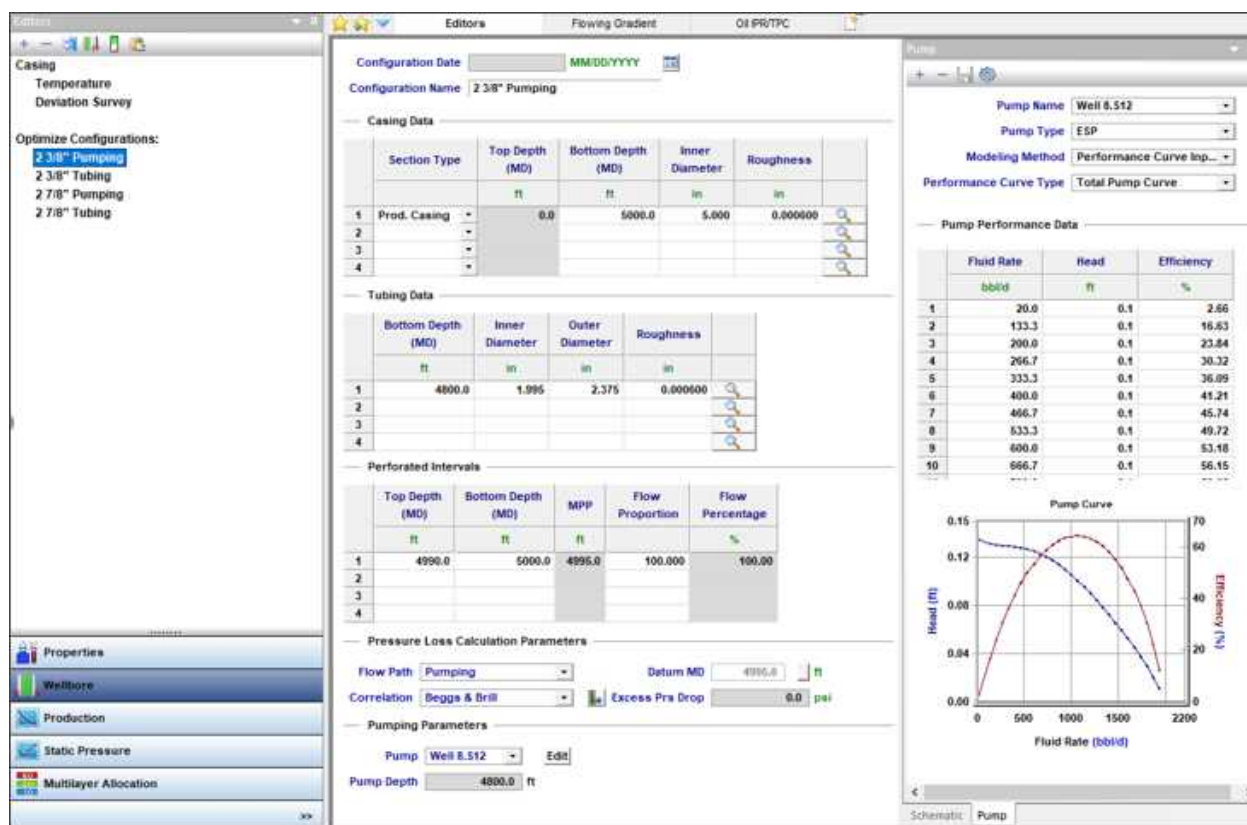 Editors
Casing
Temperature
Deviation Survey
Optimize Configurations:
2 3/8" Pumping
2 3/8" Tubing
2 7/8" Pumping
2 7/8" Tubing
Properties
Wellbore
Production
Static Pressure
Multilayer Allocation
>>
Editors Flowing Gradient Oil IPR/TPC
Configuration Date MM/DD/YYYY
Configuration Name 2 3/8" Pumping
Casing Data
Section Type Top Depth (MD) Bottom Depth (MD) Inner Diameter Roughness
ft ft in in
1 Prod. Casing 0.0 5000.0 5.000 0.000600
2
3
4
Tubing Data
Bottom Depth (MD) Inner Diameter Outer Diameter Roughness
ft in in in
1 4800.0 1.995 2.375 0.000600
2
3
4
Perforated Intervals
Top Depth (MD) Bottom Depth (MD) MPP Flow Proportion Flow Percentage
ft ft ft %
1 4990.0 5000.0 4995.0 100.000 100.00
2
3
4
Pressure Loss Calculation Parameters
Flow Path Pumping Datum MD 4995.0 ft
Correlation Beggs & Brill Excess Prs Drop 0.0 psi
Pumping Parameters
Pump Well 8.512 Edit
Pump Depth 4800.0 ft
Pump
Pump Name Well 8.512
Pump Type ESP
Modeling Method Performance Curve Inp...
Performance Curve Type Total Pump Curve
Pump Performance Data
Fluid Rate Head Efficiency
bbl/d ft %
1 20.0 0.1 2.66
2 133.3 0.1 16.63
3 200.0 0.1 23.84
4 266.7 0.1 30.32
5 333.3 0.1 36.09
6 400.0 0.1 41.21
7 466.7 0.1 45.74
8 533.3 0.1 49.72
9 600.0 0.1 53.18
10 666.7 0.1 56.15
Pump Curve
0.15
0.12
0.08
0.04
0.00
Head (ft)
70
60
40
20
0
Efficiency (%)
0 500 1000 1500 2200
Fluid Rate (bbl/d)
Schematic Pump